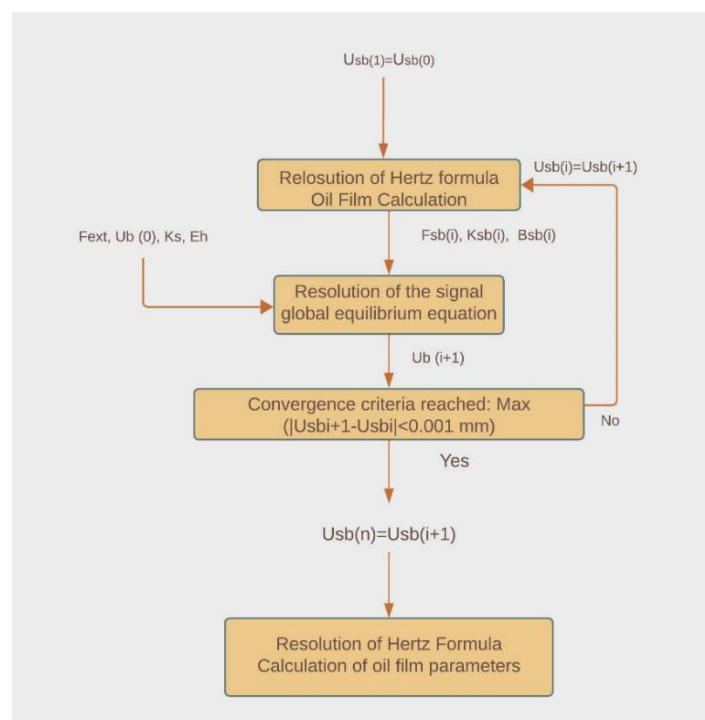 Usb(1)=Usb(0)
Relosution of Hertz formula
Oil Film Calculation
Usb(i)=Usb(i+1)
Fsb(i), Ksb(i), Bsb(i)
Fext, Ub (0), Ks, Eh
Resolution of the signal
global equilibrium equation
Ub (i+1)
Convergence criteria reached: Max
(|Usbi+1-Usbi|<0.001 mm)
No
Yes
Usb(n)=Usb(i+1)
Resolution of Hertz Formula
Calculation of oil film parameters